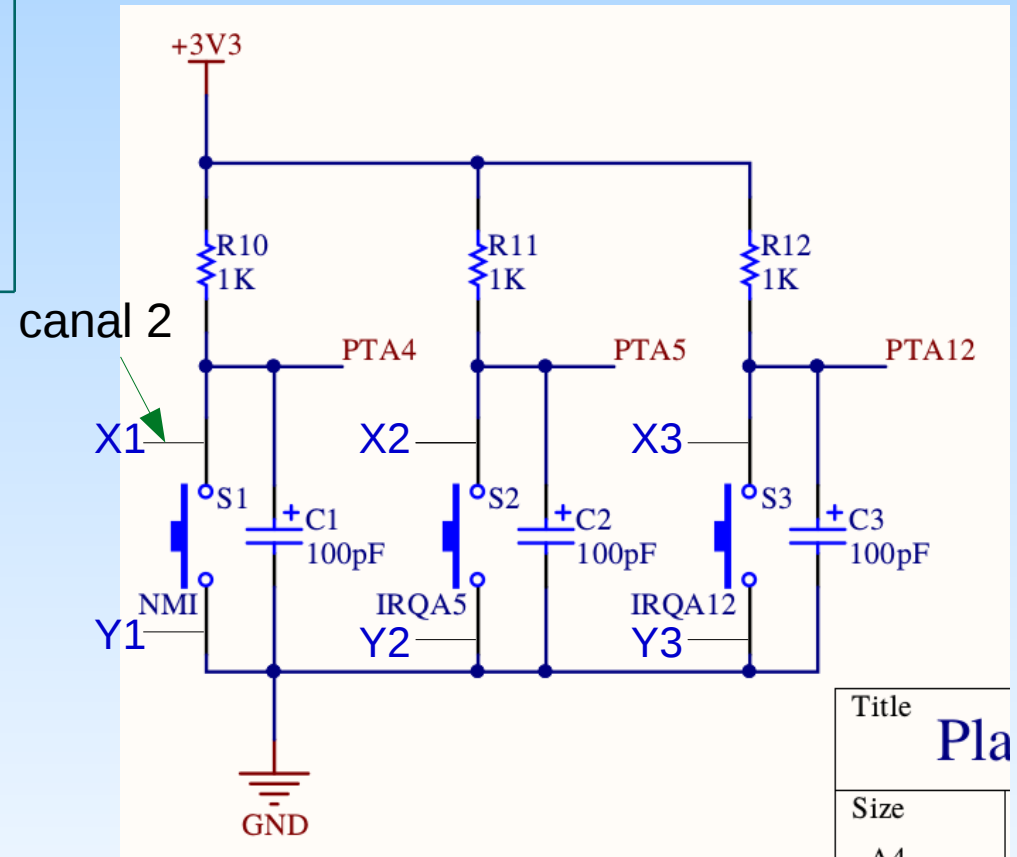 +3V3
R10
1K
R11
1K
R12
1K
canal 2
PTA4
PTA5
PTA12
X1
X2
X3
S1
+
C1
100pF
S2
+
C2
100pF
S3
+
C3
100pF
NMI
IRQA5
IRQA12
Y1
Y2
Y3
GND
Title
Pla
Size
A4